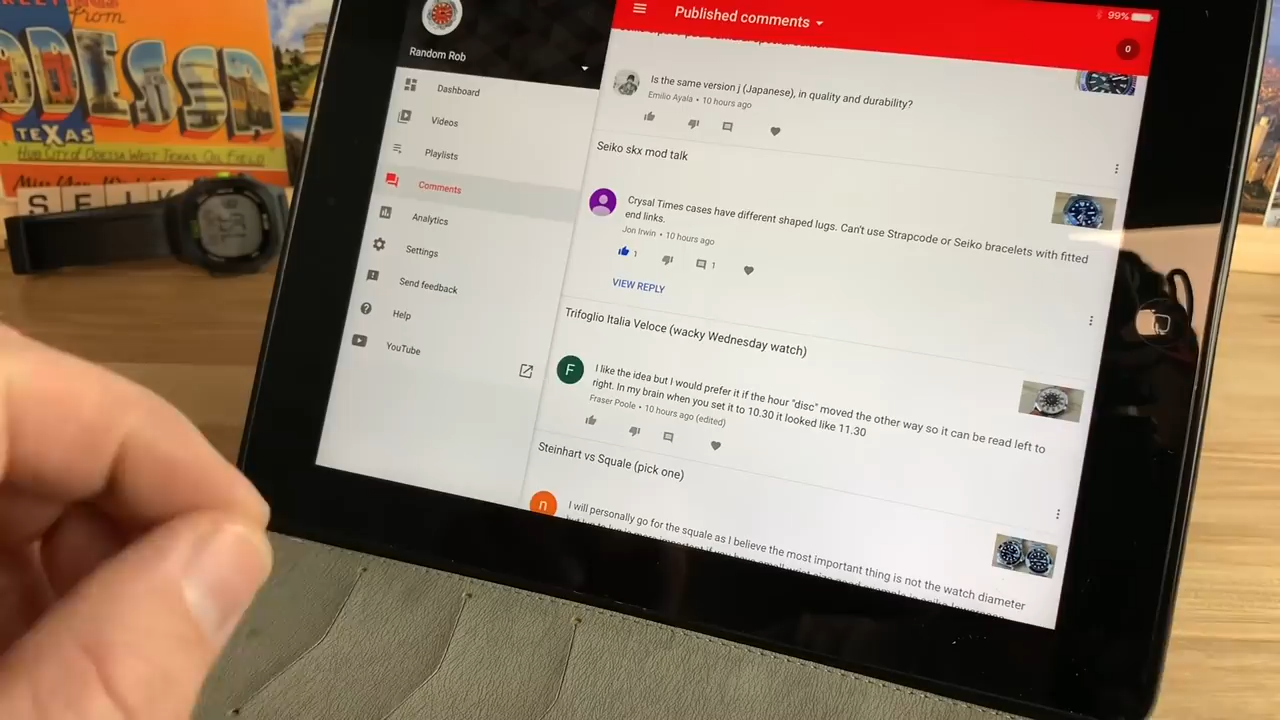 from
ODESSA
TEXAS
SEIK
Random Rob
Dashboard
Videos
Playlists
Comments
Analytics
Settings
Send feedback
Help
YouTube
Published comments
99%
0
Is the same version j (Japanese), in quality and durability?
Emilio Ayala • 10 hours ago
Seiko skx mod talk
Crysal Times cases have different shaped lugs. Can't use Strapcode or Seiko bracelets with fitted
end links.
Jon Irwin • 10 hours ago
1
1
VIEW REPLY
Trifoglio Italia Veloce (wacky Wednesday watch)
F
I like the idea but I would prefer it if the hour "disc" moved the other way so it can be read left to
right. In my brain when you set it to 10.30 it looked like 11.30
Fraser Poole • 10 hours ago (edited)
Steinhart vs Squale (pick one)
n
I will personally go for the squale as I believe the most important thing is not the watch diameter